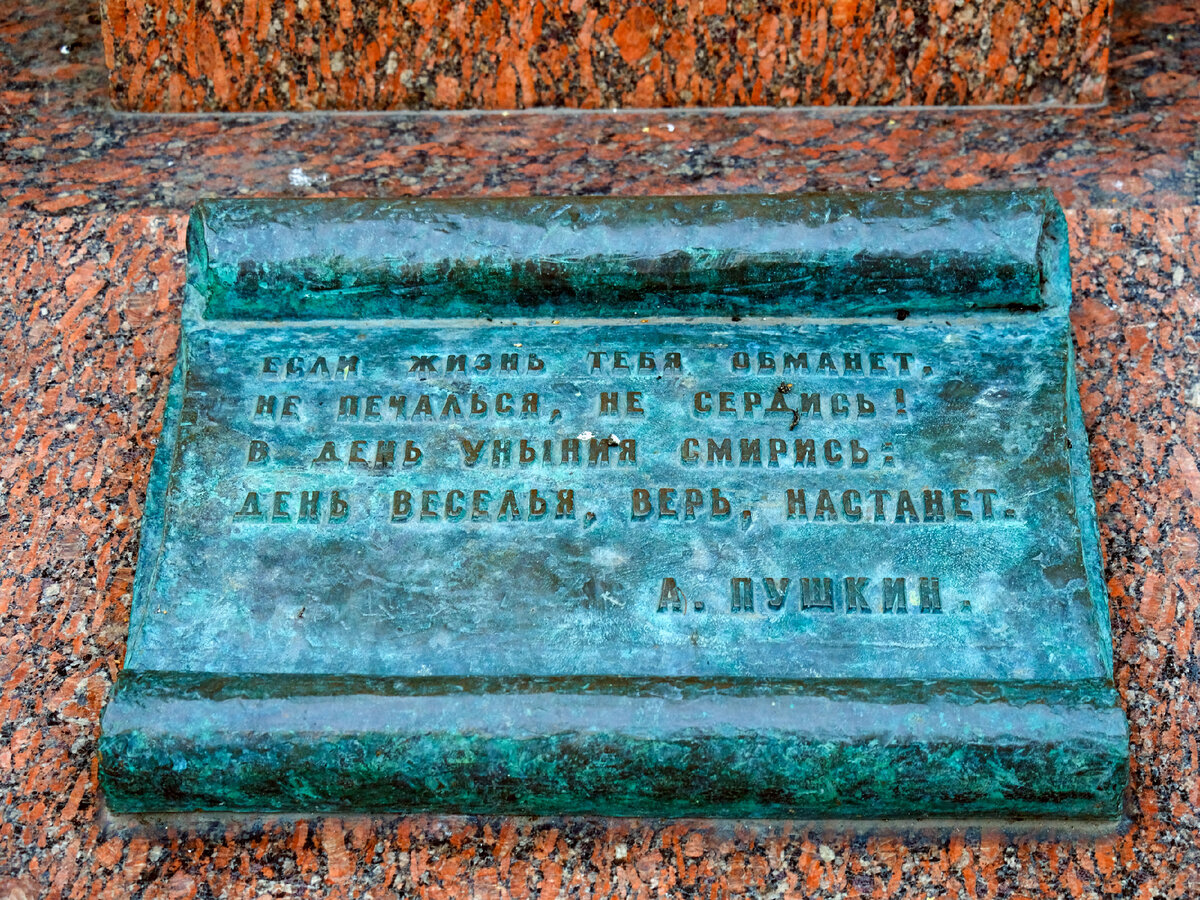 ЕСЛИ ЖИЗНЬ ТЕБЯ ОБМАНЕТ,
НЕ ПЕЧАЛЬСЯ, НЕ СЕРДИСЬ!
В ДЕНЬ УНЫНИЯ СМИРИСЬ:
ДЕНЬ ВЕСЕЛЬЯ, ВЕРЬ, НАСТАНЕТ.
А. ПУШКИН.